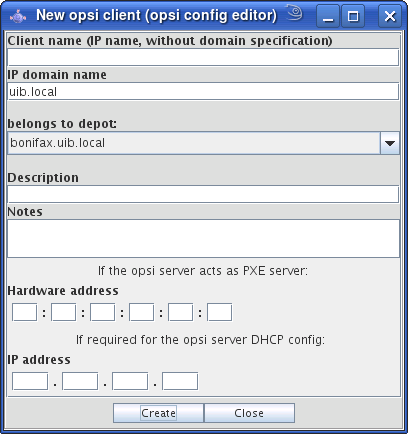 New opsi client (opsi config editor)
Client name (IP name, without domain specification)
IP domain name
uib.local
belongs to depot:
bonifax.uib.local
Description
Notes
If the opsi server acts as PXE server:
Hardware address
: : : : :
If required for the opsi server DHCP config:
IP address
. . .
Create Close